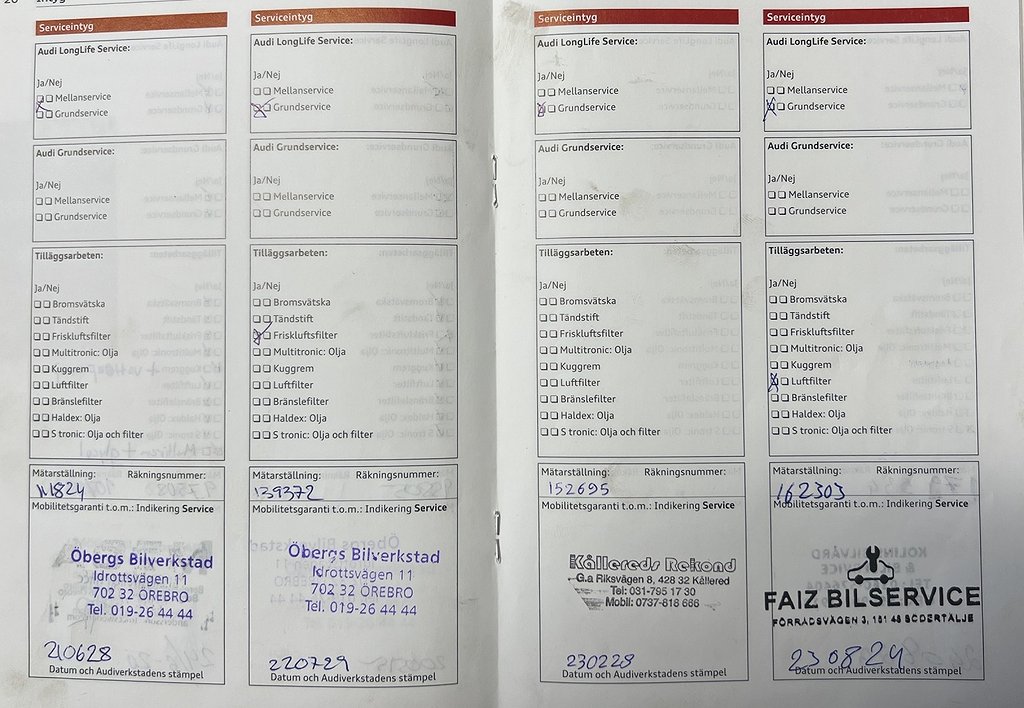 Serviceintyg
Audi LongLife Service:
Ja/Nej
Mellanservice
Grundservice
Audi Grundservice:
Ja/Nej
Mellanservice
Grundservice
Tilläggsarbeten:
Ja/Nej
Bromsvätska
Tändstift
Friskluftsfilter
Multitronic: Olja
Kuggrem
Luftfilter
Bränslefilter
Haldex: Olja
S tronic: Olja och filter
Mätarställning: Räkningsnummer:
111824
Mobilitetsgaranti t.o.m.: Indikering Service
Öbergs Bilverkstad
Idrottsvägen 11
702 32 ÖREBRO
Tel. 019-26 44 44
210628
Datum och Audiverkstadens stämpel
Serviceintyg
Audi LongLife Service:
Ja/Nej
Mellanservice
Grundservice
Audi Grundservice:
Ja/Nej
Mellanservice
Grundservice
Tilläggsarbeten:
Ja/Nej
Bromsvätska
Tändstift
Friskluftsfilter
Multitronic: Olja
Kuggrem
Luftfilter
Bränslefilter
Haldex: Olja
S tronic: Olja och filter
Mätarställning: Räkningsnummer:
139372
Mobilitetsgaranti t.o.m.: Indikering Service
Öbergs Bilverkstad
Idrottsvägen 11
702 32 ÖREBRO
Tel. 019-26 44 44
220729
Datum och Audiverkstadens stämpel
Serviceintyg
Audi LongLife Service:
Ja/Nej
Mellanservice
Grundservice
Audi Grundservice:
Ja/Nej
Mellanservice
Grundservice
Tilläggsarbeten:
Ja/Nej
Bromsvätska
Tändstift
Friskluftsfilter
Multitronic: Olja
Kuggrem
Luftfilter
Bränslefilter
Haldex: Olja
S tronic: Olja och filter
Mätarställning: Räkningsnummer:
152695
Mobilitetsgaranti t.o.m.: Indikering Service
Kållereds Rekond
G:a Riksvägen 8, 428 32 Kållered
Tel: 031-795 17 30
Mobil: 0737-818 666
230228
Datum och Audiverkstadens stämpel
Serviceintyg
Audi LongLife Service:
Ja/Nej
Mellanservice
Grundservice
Audi Grundservice:
Ja/Nej
Mellanservice
Grundservice
Tilläggsarbeten:
Ja/Nej
Bromsvätska
Tändstift
Friskluftsfilter
Multitronic: Olja
Kuggrem
Luftfilter
Bränslefilter
Haldex: Olja
S tronic: Olja och filter
Mätarställning: Räkningsnummer:
162303
Mobilitetsgaranti t.o.m.: Indikering Service
FAIZ BILSERVICE
FÖRRADSVÄGEN 3, 151 48 SÖDERTALJE
230824
Datum och Audiverkstadens stämpel